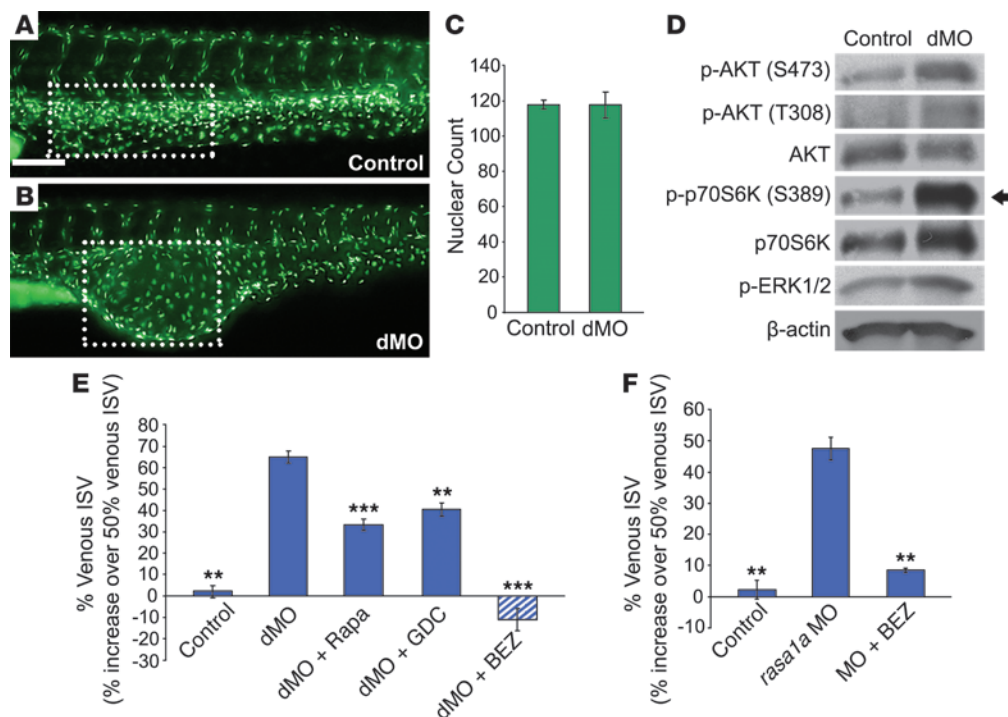 A
Control
B
dMO
C
Nuclear Count
140
120
100
80
60
40
20
0
Control dMO
D
Control dMO
p-AKT (S473)
p-AKT (T308)
AKT
p-p70S6K (S389)
p70S6K
p-ERK1/2
β-actin
E
% Venous ISV
(% increase over 50% venous ISV)
80
70
60
50
40
30
20
10
0
-10
-20
-30
**
***
**
***
Control
dMO
dMO + Rapa
dMO + GDC
dMO + BEZ
F
% Venous ISV
(% increase over 50% venous ISV)
60
50
40
30
20
10
0
-10
**
**
Control
rasa1a MO
MO + BEZ